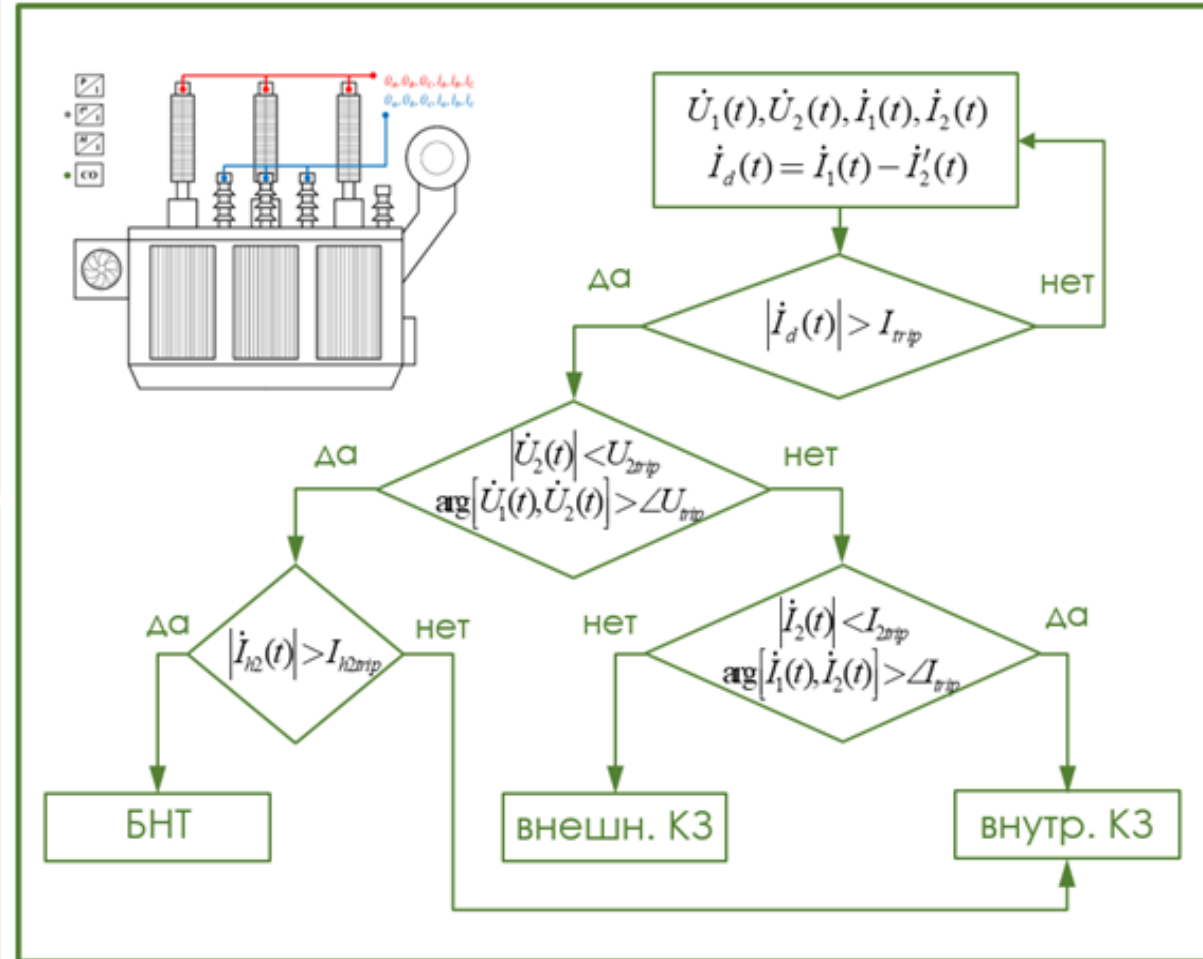 CO
U̇₁(t),U̇₂(t),İ₁(t),İ₂(t)
İd(t) = İ₁(t) − İ′₂(t)
да
нет
|İd(t)| > Itrip
да
|U̇₂(t)| < U2trip
arg[U̇₁(t),U̇₂(t)] > ∠Utrip
нет
да
|İh2(t)| > Ih2trip
нет
нет
|İ₂(t)| < I2trip
arg[İ₁(t),İ₂(t)] > ∠Itrip
да
БНТ
внешн. КЗ
внутр. КЗ